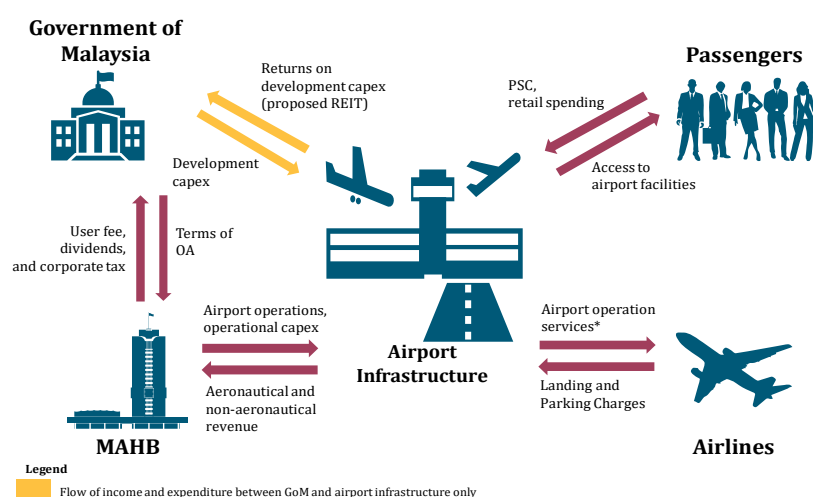 Government of
Malaysia
Returns on
development capex
(proposed REIT)
Development
capex
Passengers
PSC,
retail spending
Access to
airport facilities
User fee,
dividends,
and corporate tax
Terms of
OA
Airport operations,
operational capex
Aeronautical and
non-aeronautical
revenue
Airport
Infrastructure
Airport operation
services*
Landing and
Parking Charges
MAHB
Airlines
Legend
Flow of income and expenditure between GoM and airport infrastructure only